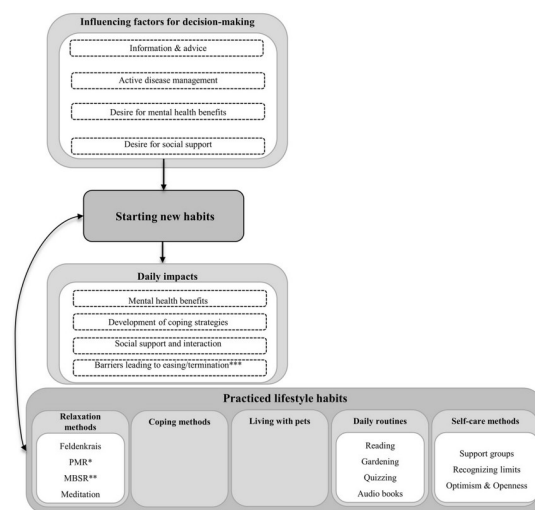 Influencing factors for decision-making
Information & advice
Active disease management
Desire for mental health benefits
Desire for social support
Starting new habits
Daily impacts
Mental health benefits
Development of coping strategies
Social support and interaction
Barriers leading to easing/termination***
Practiced lifestyle habits
Relaxation
methods
Feldenkrais
PMR*
MBSR**
Meditation
Coping methods
Living with pets
Daily routines
Reading
Gardening
Quizzing
Audio books
Self-care methods
Support groups
Recognizing limits
Optimism & Openness